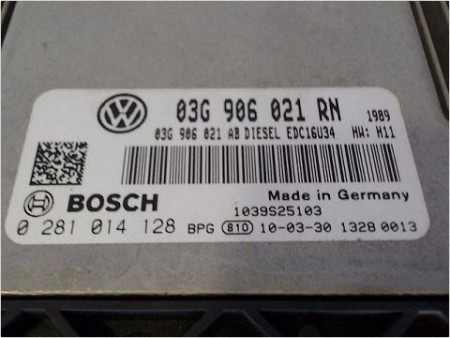 03G 906 021 RN 1989
03G 906 021 AB DIESEL EDC16U34 HW: H11
BOSCH Made in Germany
1039S25103
0 281 014 128 BPG 810 10-03-30 1328 0013